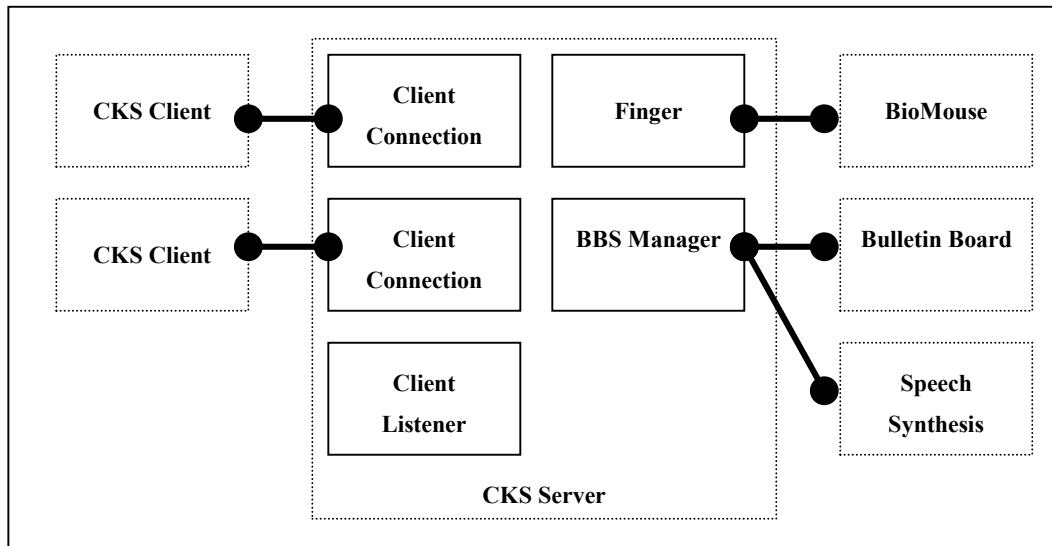 CKS Client
Client
Connection
Finger
BioMouse
CKS Client
Client
Connection
BBS Manager
Bulletin Board
Client
Listener
Speech
Synthesis
CKS Server